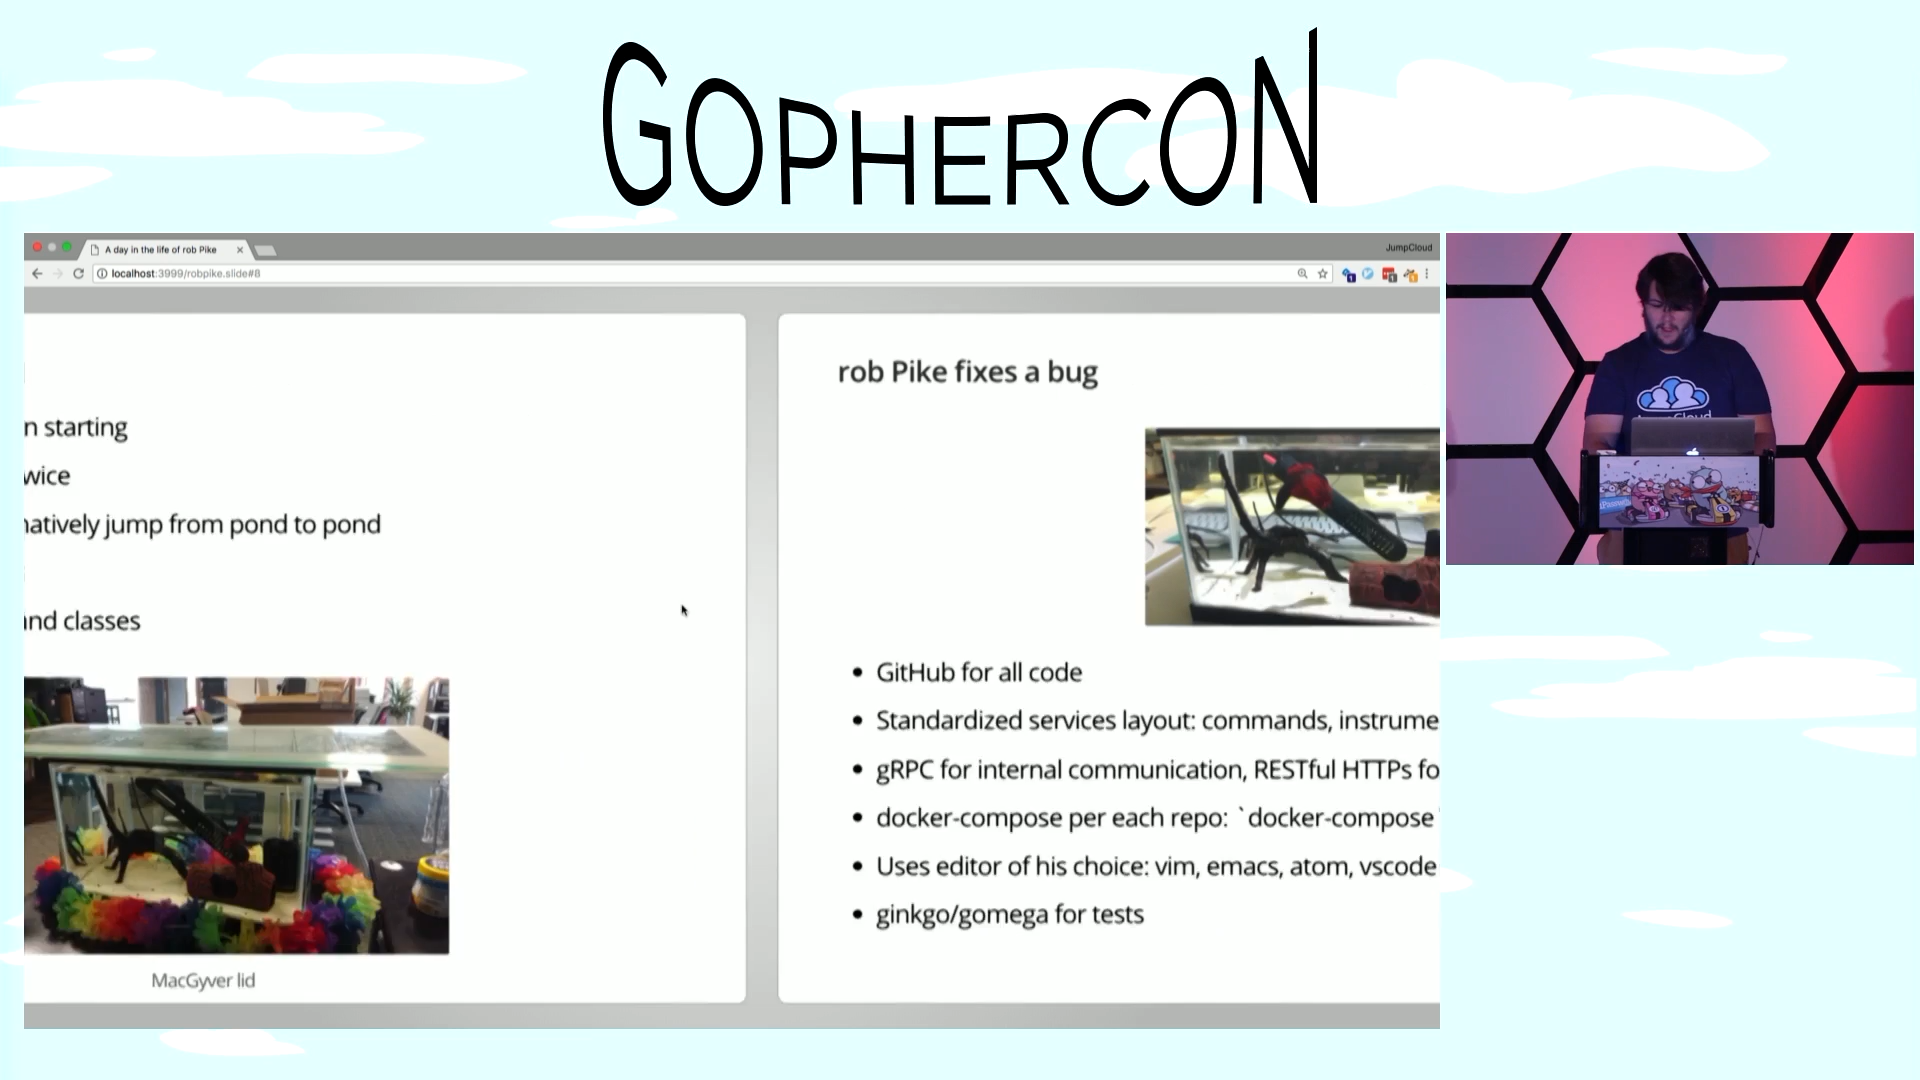 GOPHERCON
A day in the life of rob Pike
JumpCloud
localhost:3999/robpike.slide#8
n starting
wice
natively jump from pond to pond
and classes
MacGyver lid
rob Pike fixes a bug
GitHub for all code
Standardized services layout: commands, instrume
gRPC for internal communication, RESTful HTTPs fo
docker-compose per each repo: `docker-compose
Uses editor of his choice: vim, emacs, atom, vscode
ginkgo/gomega for tests